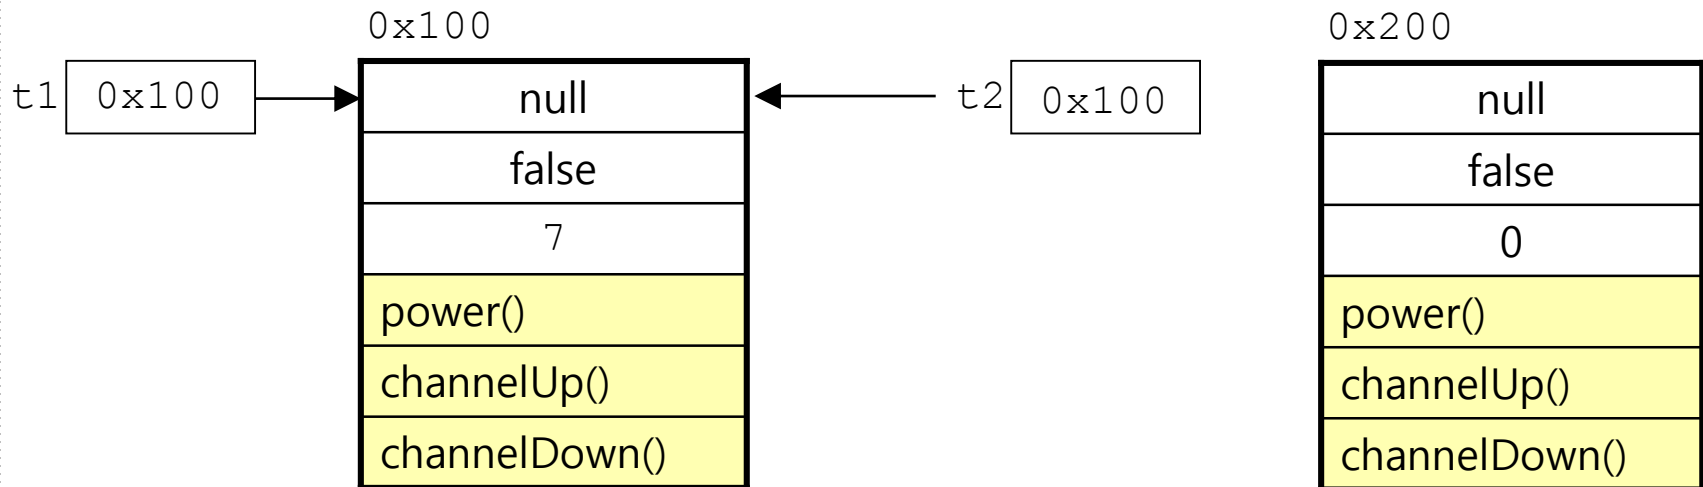 0x100
0x200
t1 0x100
t2 0x100
null
false
7
power()
channelUp()
channelDown()
null
false
0
power()
channelUp()
channelDown()